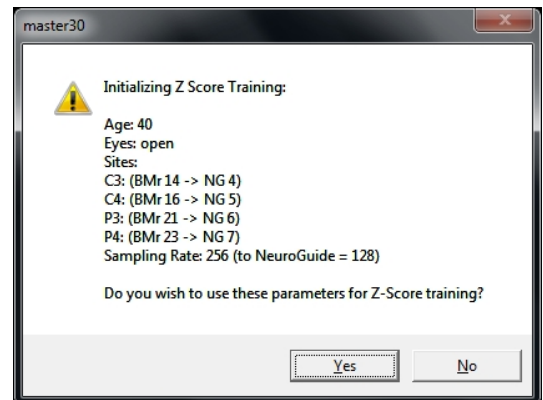 master30
Initializing Z Score Training:
Age: 40
Eyes: open
Sites:
C3: (BMr 14 -> NG 4)
C4: (BMr 16 -> NG 5)
P3: (BMr 21 -> NG 6)
P4: (BMr 23 -> NG 7)
Sampling Rate: 256 (to NeuroGuide = 128)
Do you wish to use these parameters for Z-Score training?
Yes
No